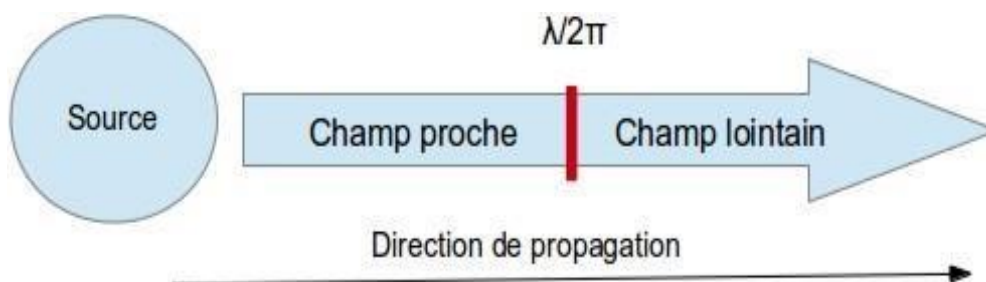 λ/2π
Source
Champ proche
Champ lointain
Direction de propagation